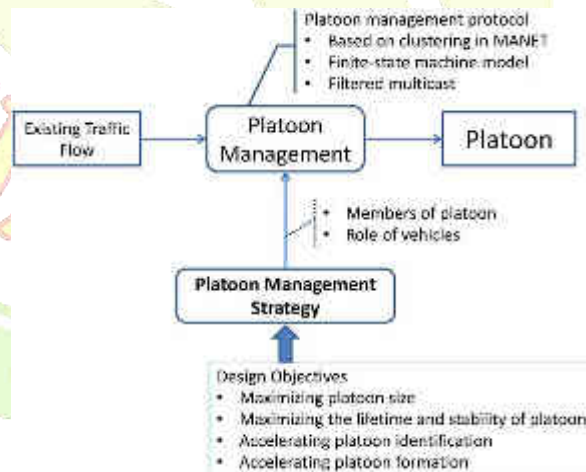 Platoon management protocol
• Based on clustering in MANET
• Finite-state machine model
• Filtered multicast
Existing Traffic
Flow
Platoon
Management
Platoon
• Members of platoon
• Role of vehicles
Platoon Management
Strategy
Design Objectives
• Maximizing platoon size
• Maximizing the lifetime and stability of platoon
• Accelerating platoon identification
• Accelerating platoon formation